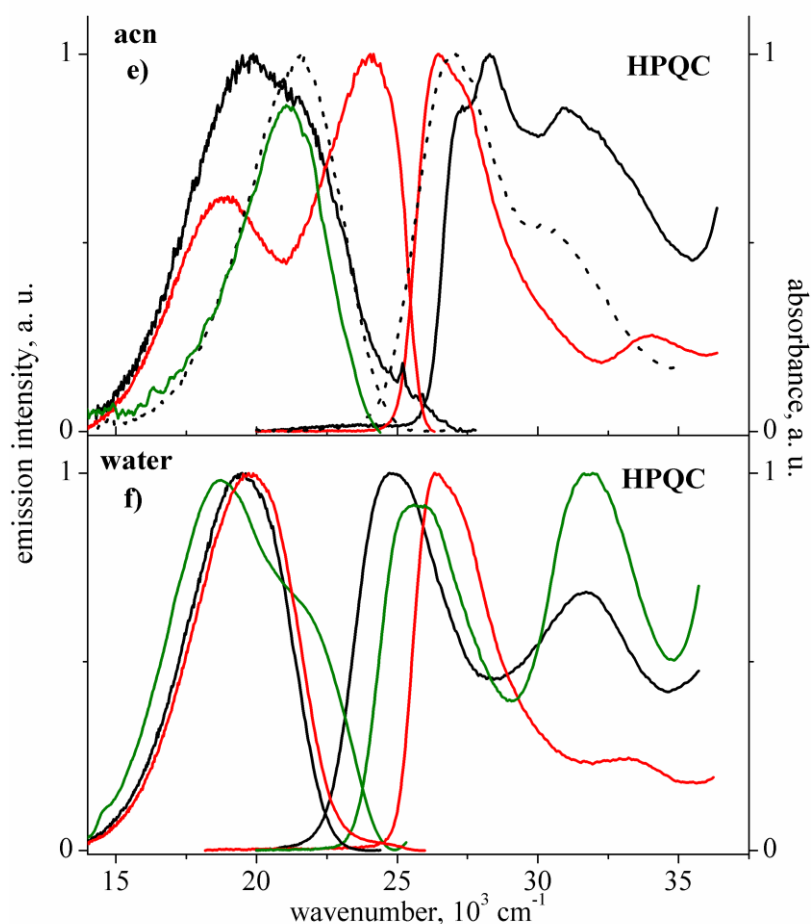 acn
e)
HPQC
1
1
0
0
water
f)
HPQC
1
1
0
0
15
20
25
30
35
wavenumber, 10³ cm⁻¹
emission intensity, a. u.
absorbance, a. u.